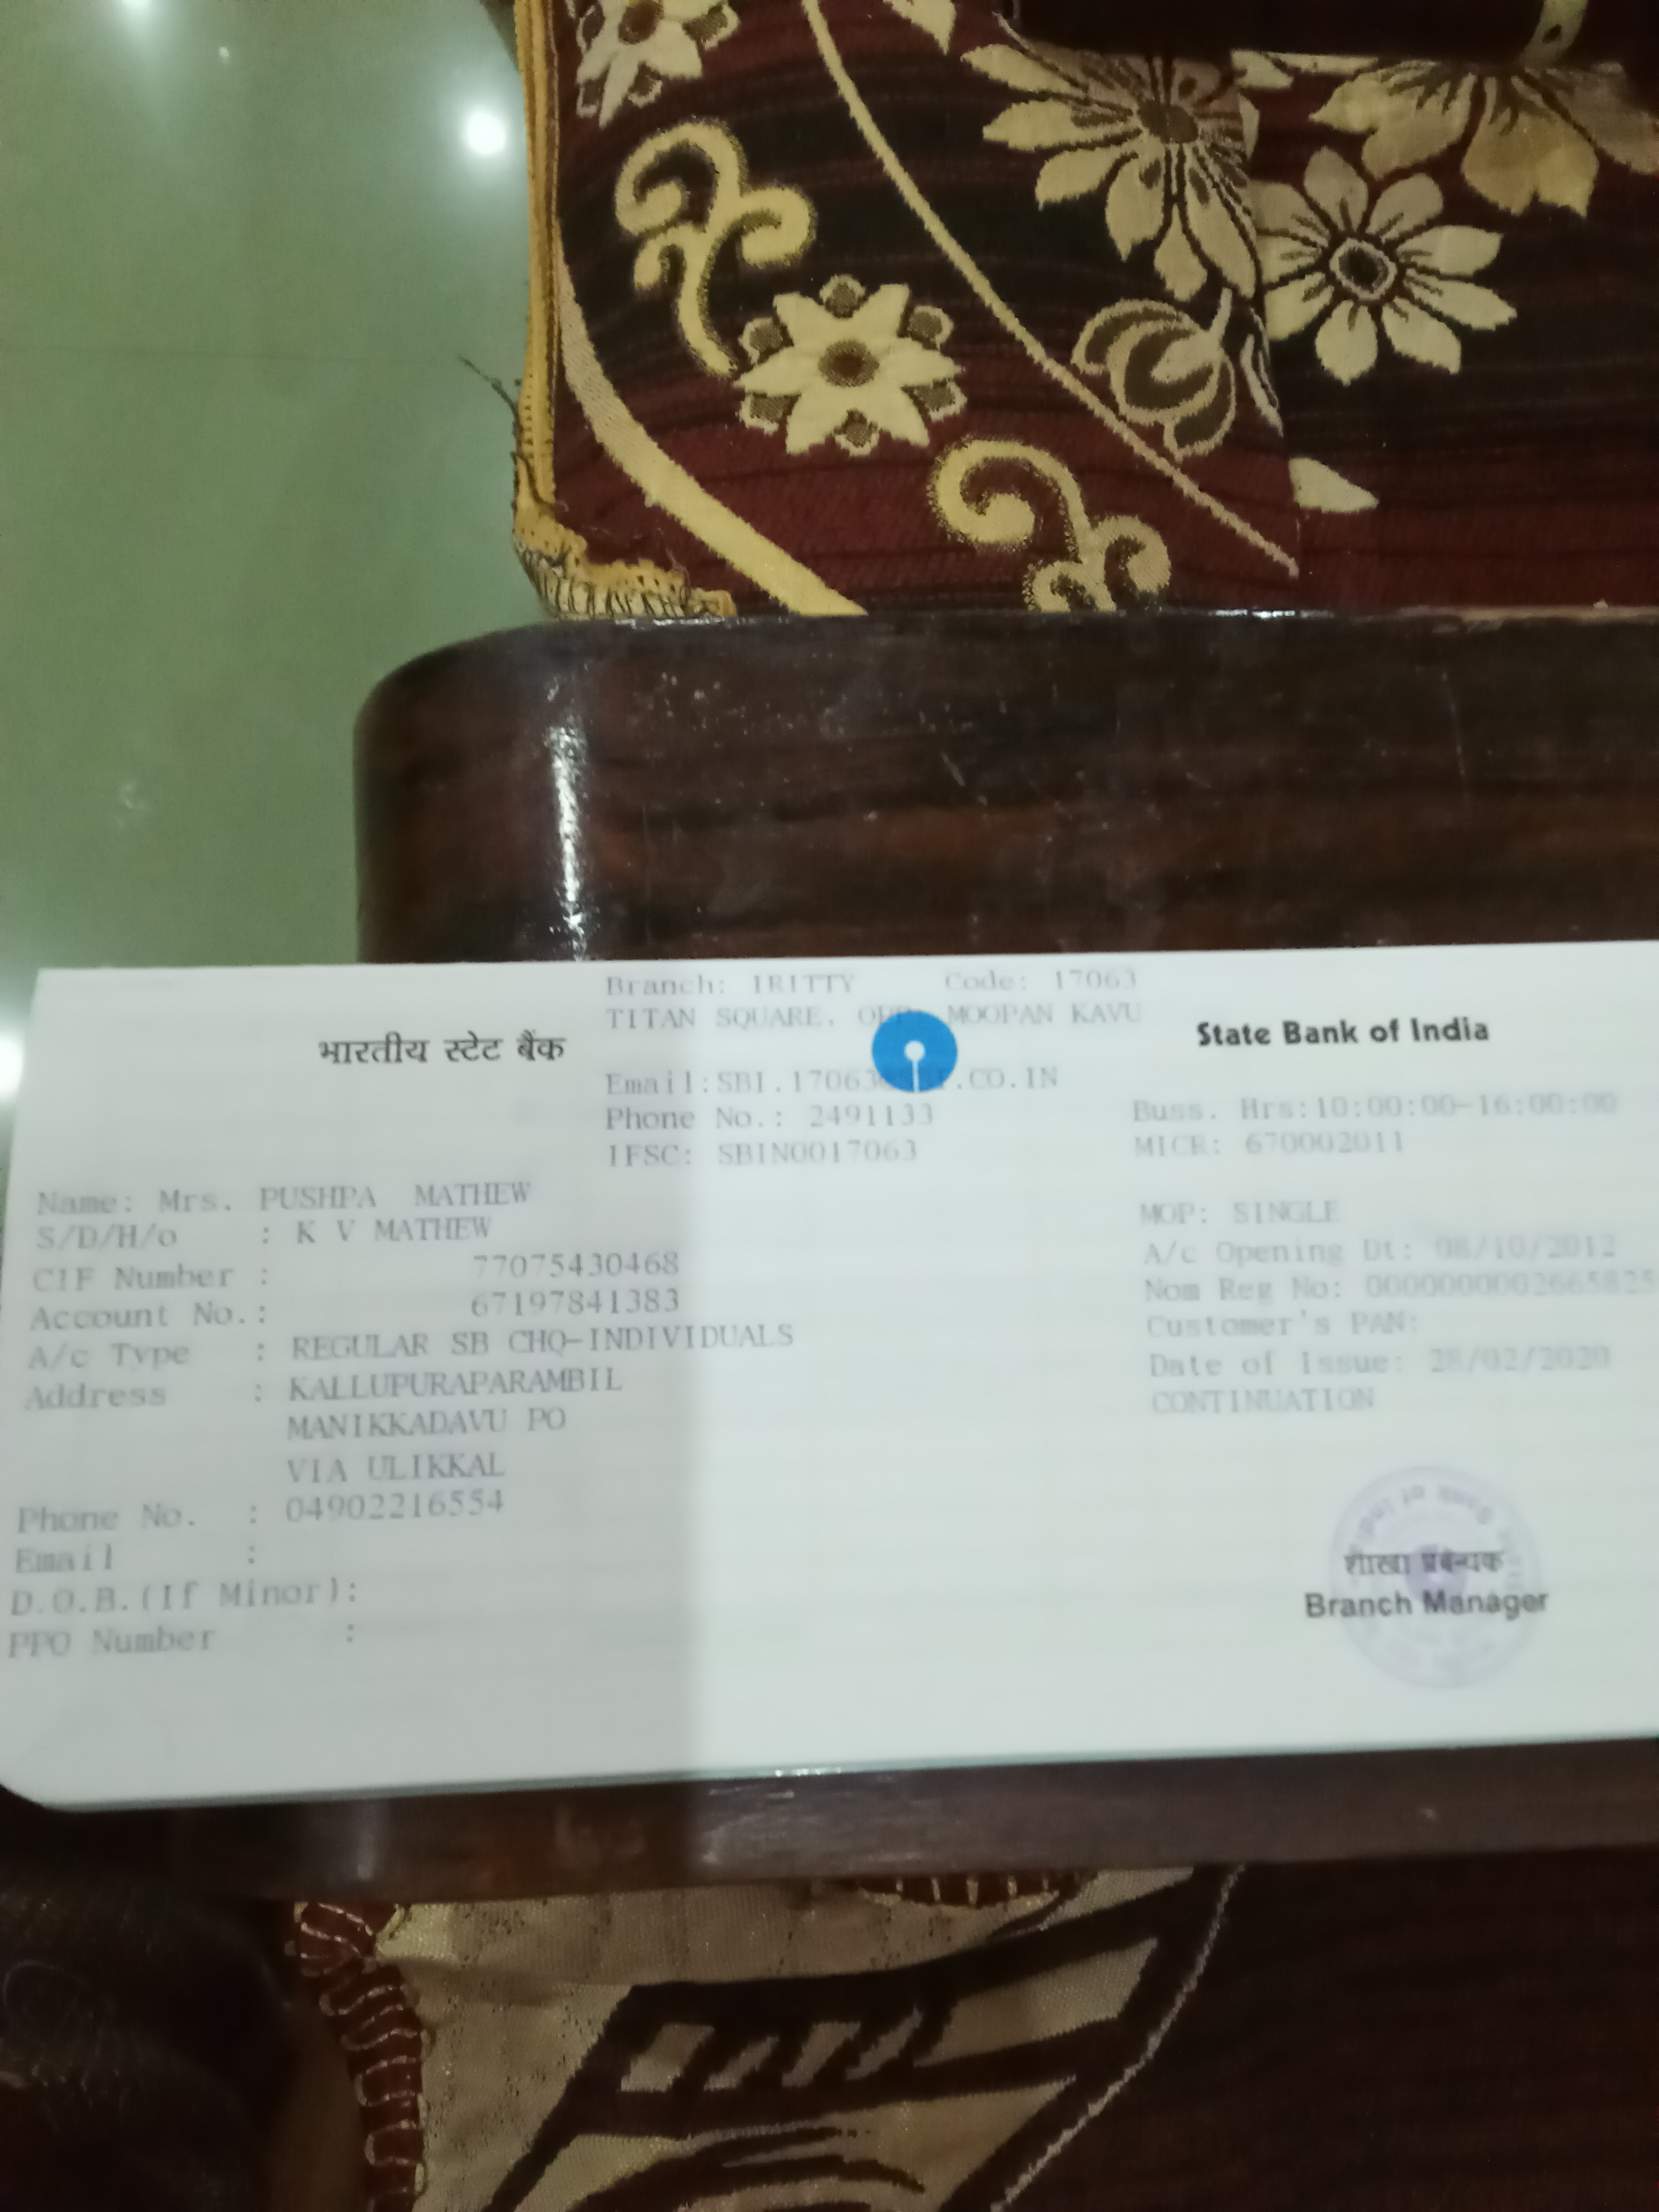 Branch: IRITTY Code: 17063
TITAN SQUARE, OPP. MOOPAN KAVU
भारतीय स्टेट बैंक
State Bank of India
Email:SBI.17063@SBI.CO.IN
Phone No.: 2491133
Buss. Hrs:10:00:00-16:00:00
IFSC: SBIN0017063
MICR: 670002011
Name: Mrs. PUSHPA MATHEW
S/D/H/o : K V MATHEW
CIF Number : 77075430468
Account No.: 67197841383
A/c Type : REGULAR SB CHQ-INDIVIDUALS
Address : KALLUPURAPARAMBIL
MANIKKADAVU PO
VIA ULIKKAL
Phone No. : 04902216554
Email :
D.O.B.(If Minor):
PPO Number :
MOP: SINGLE
A/c Opening Dt: 08/10/2012
Nom Reg No: 0000000002665825
Customer's PAN:
Date of Issue: 28/02/2020
CONTINUATION
शाखा प्रबन्धक
Branch Manager